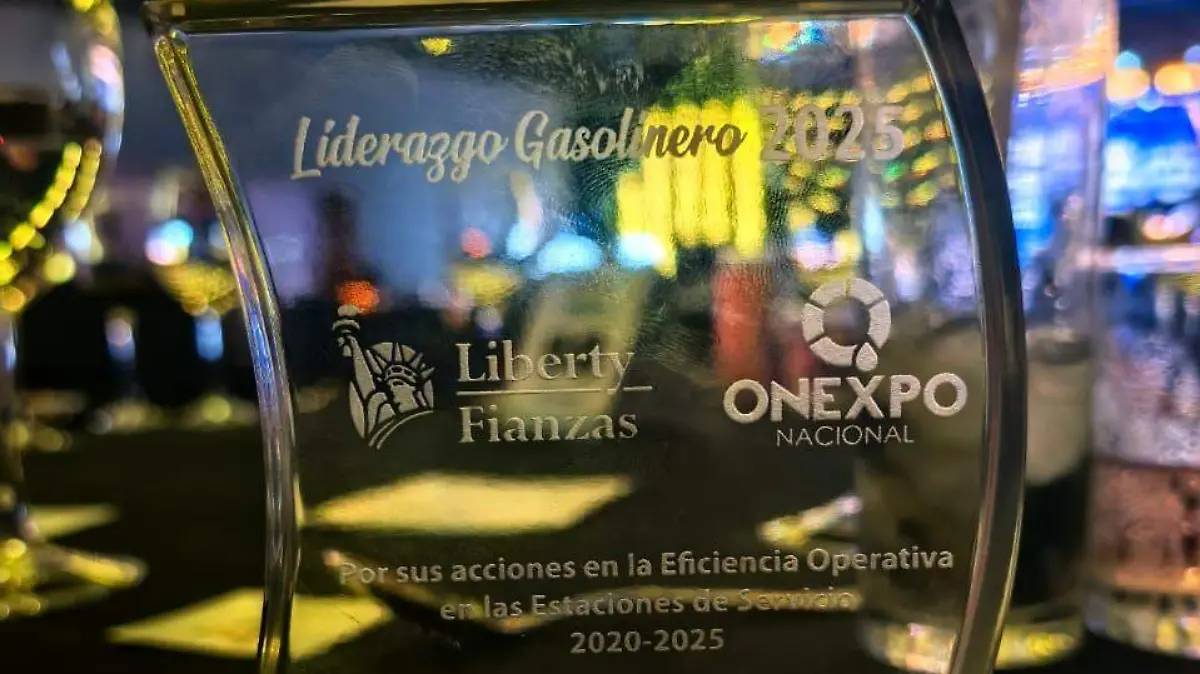 Liderazgo Gasolinero 2025
Liberty
Fianzas
ONEXPO
NACIONAL
Por sus acciones en la Eficiencia Operativa
en las Estaciones de Servicio
2020-2025